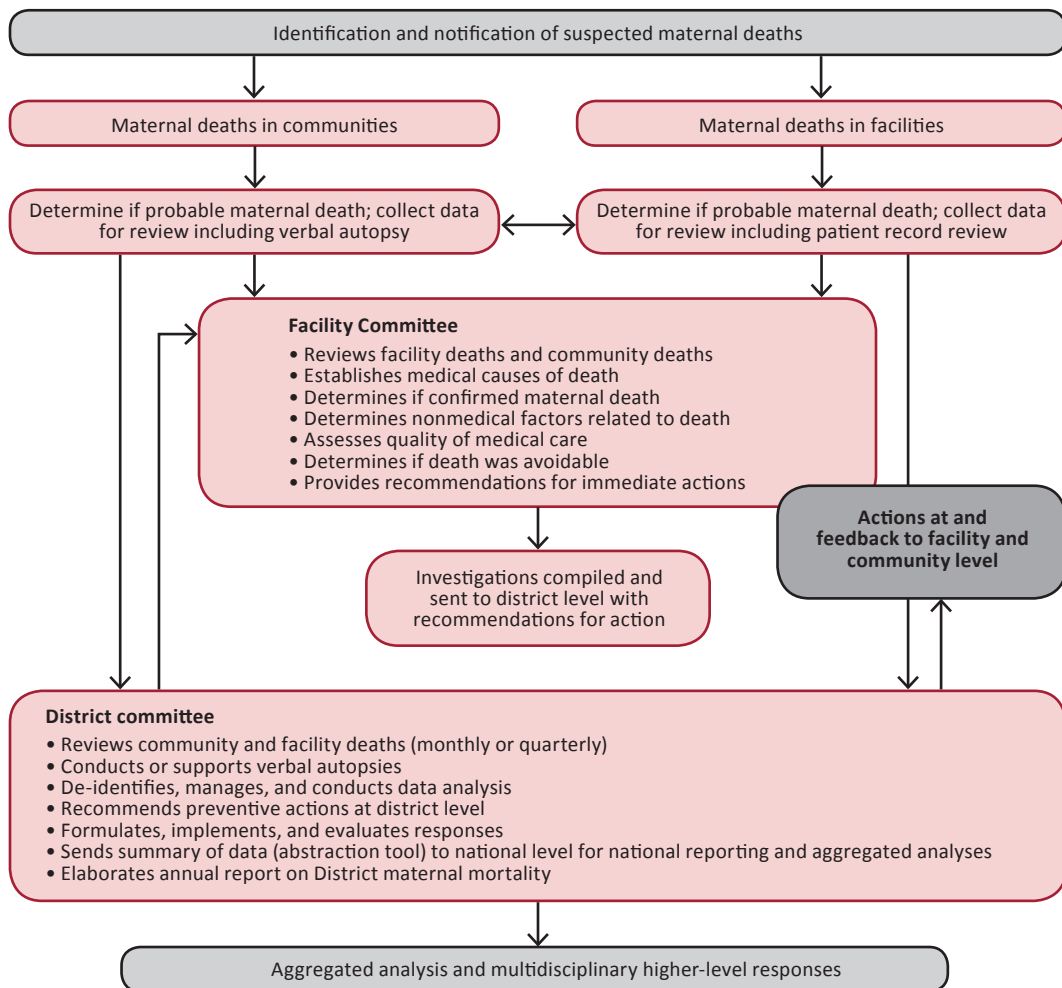 Identification and notification of suspected maternal deaths
Maternal deaths in communities
Maternal deaths in facilities
Determine if probable maternal death; collect data
for review including verbal autopsy
Determine if probable maternal death; collect data
for review including patient record review
Facility Committee
• Reviews facility deaths and community deaths
• Establishes medical causes of death
• Determines if confirmed maternal death
• Determines nonmedical factors related to death
• Assesses quality of medical care
• Determines if death was avoidable
• Provides recommendations for immediate actions
Actions at and
feedback to facility and
community level
Investigations compiled and
sent to district level with
recommendations for action
District committee
• Reviews community and facility deaths (monthly or quarterly)
• Conducts or supports verbal autopsies
• De-identifies, manages, and conducts data analysis
• Recommends preventive actions at district level
• Formulates, implements, and evaluates responses
• Sends summary of data (abstraction tool) to national level for national reporting and aggregated analyses
• Elaborates annual report on District maternal mortality
Aggregated analysis and multidisciplinary higher-level responses